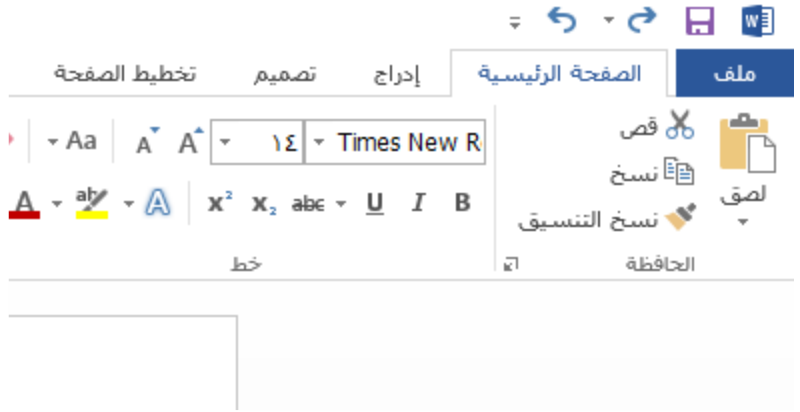 ملف الصفحة الرئيسية إدراج تصميم تخطيط الصفحة
لصق
قص
نسخ
نسخ التنسيق
الحافظة
Times New R ١٤ A A Aa
B I U abc x₂ x² A ab A
خط